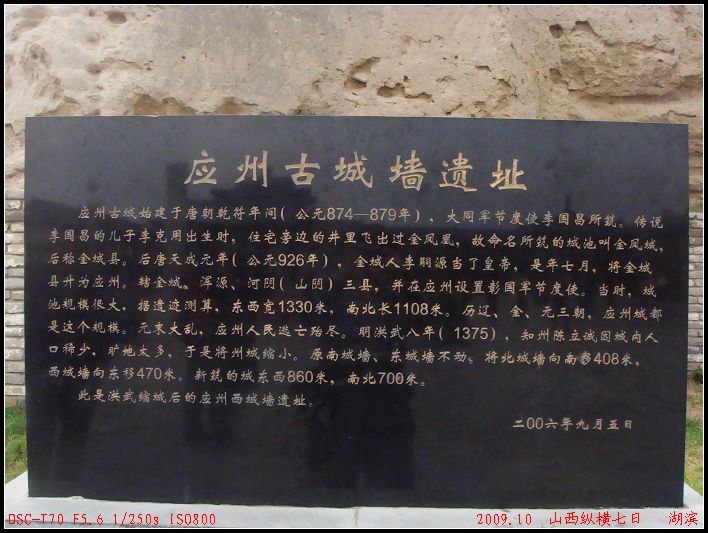 应州古城墙遗址
应州古城始建于唐朝乾符年间(公元874—879年)，大同军节度使李国昌所筑。传说
李国昌的儿子李克用出生时，住宅旁边的井里飞出过金凤凰，故命名所筑的城池叫金凤城，
后称金城县。后唐天成元年(公元926年)，金城人李嗣源当了皇帝，是年七月，将金城
县升为应州。辖金城、浑源、河阴(山阴)三县，并在应州设置彰国军节度使。当时，城
池规模很大，据遗迹测算，东西宽1330米，南北长1108米。历辽、金、元三朝，应州城都
是这个规模。元末大乱，应州人民逃亡殆尽。明洪武八年(1375)，知州陈立诚因城内人
口稀少，旷地太多，于是将州城缩小。原南城墙、东城墙不动，将北城墙向南移408米，
西城墙向东移470米。新筑的城东西860米，南北700米。
此是洪武缩城后的应州西城墙遗址。
二00六年九月五日
DSC-T70 F5.6 1/250s ISO800
2009.10 山西纵横七日 湖滨